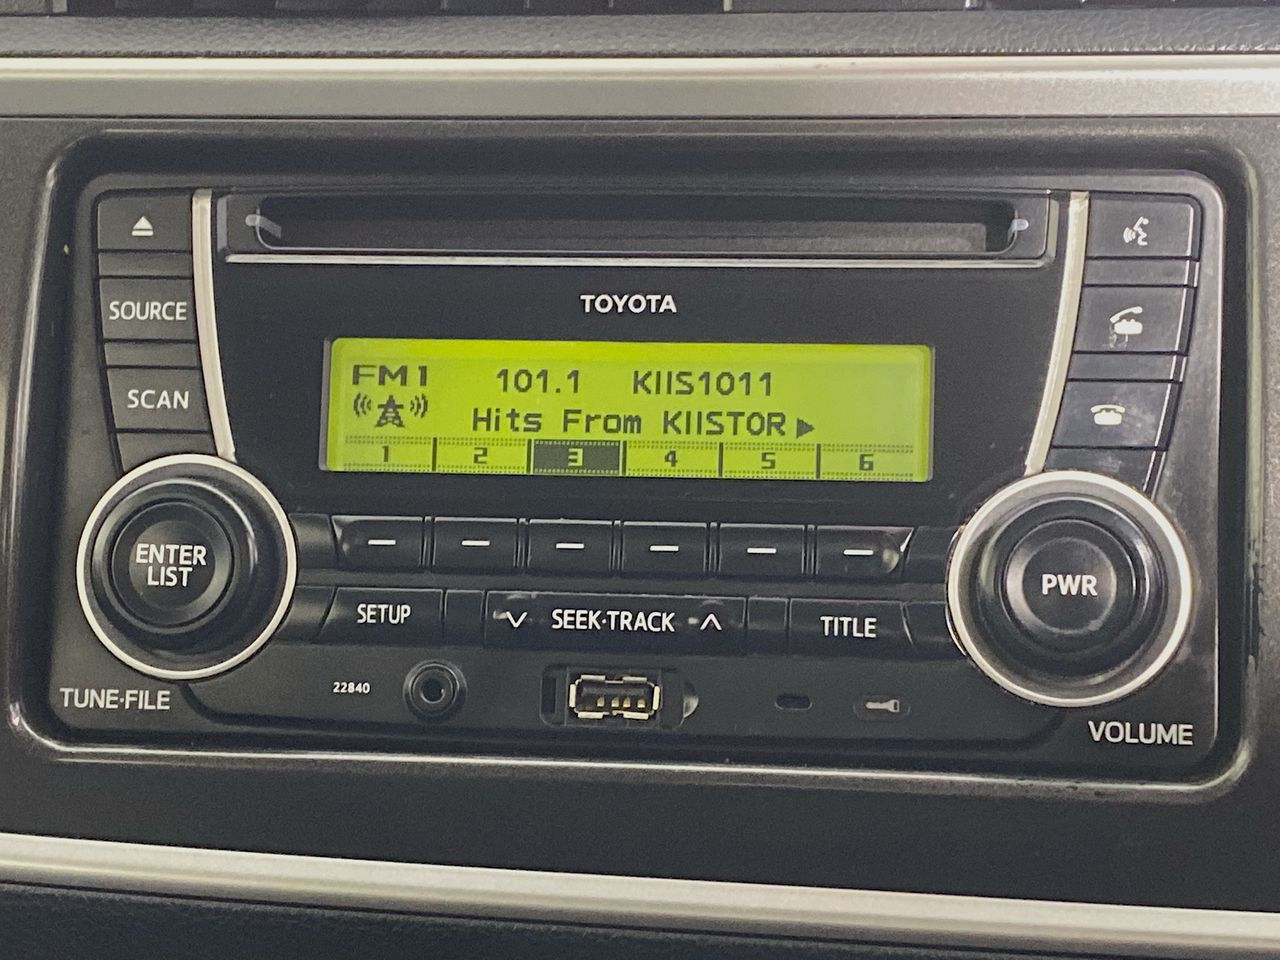 SOURCE
SCAN
TOYOTA
FM1 101.1 KIIS1011
Hits From KIISTOR
1 2 3 4 5 6
ENTER
LIST
PWR
SETUP
SEEK·TRACK
TITLE
22840
TUNE·FILE
VOLUME